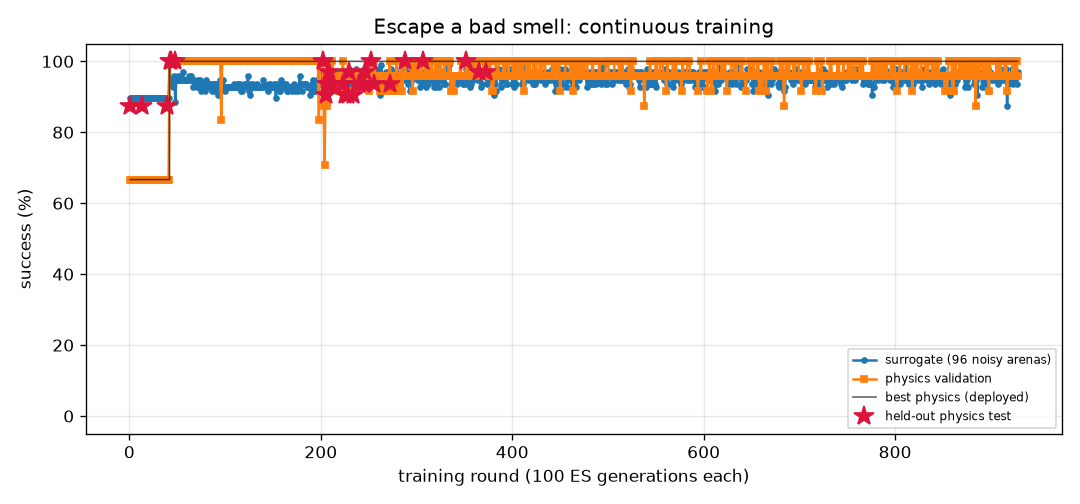 Escape a bad smell: continuous training
success (%)
100
80
60
40
20
0
0 200 400 600 800
training round (100 ES generations each)
surrogate (96 noisy arenas)
physics validation
best physics (deployed)
held-out physics test